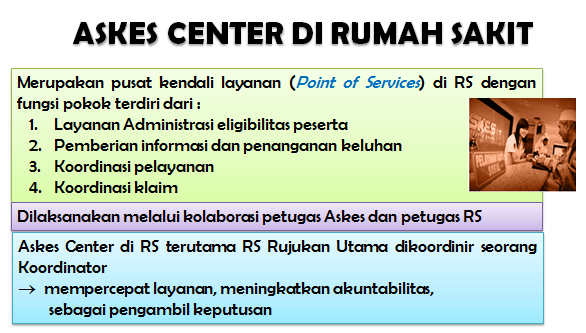 ASKES CENTER DI RUMAH SAKIT
Merupakan pusat kendali layanan (Point of Services) di RS dengan
fungsi pokok terdiri dari :
1. Layanan Administrasi eligibilitas peserta
2. Pemberian informasi dan penanganan keluhan
3. Koordinasi pelayanan
4. Koordinasi klaim
Dilaksanakan melalui kolaborasi petugas Askes dan petugas RS
Askes Center di RS terutama RS Rujukan Utama dikoordinir seorang
Koordinator
→ mempercepat layanan, meningkatkan akuntabilitas,
sebagai pengambil keputusan